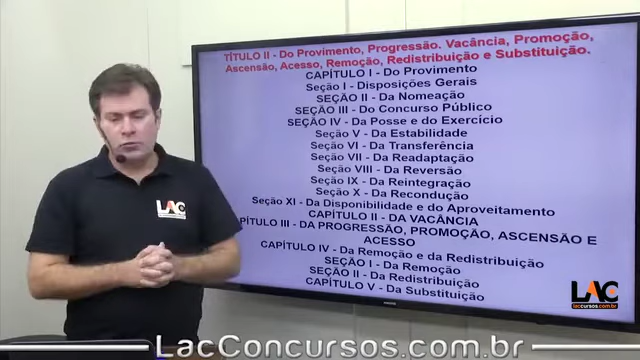 TÍTULO II - Do Provimento, Progressão. Vacância, Promoção,
Ascensão, Acesso, Remoção, Redistribuição e Substituição.
CAPÍTULO I - Do Provimento
Seção I - Disposições Gerais
SEÇÃO II - Da Nomeação
SEÇÃO III - Do Concurso Público
SEÇÃO IV - Da Posse e do Exercício
Seção V - Da Estabilidade
Seção VI - Da Transferência
Seção VII - Da Readaptação
Seção VIII - Da Reversão
Seção IX - Da Reintegração
Seção X - Da Recondução
Seção XI - Da Disponibilidade e do Aproveitamento
CAPÍTULO II - DA VACÂNCIA
PÍTULO III - DA PROGRESSÃO, PROMOÇÃO, ASCENSÃO E
ACESSO
CAPÍTULO IV - Da Remoção e da Redistribuição
SEÇÃO I - Da Remoção
SEÇÃO II - Da Redistribuição
CAPÍTULO V - Da Substituição
LAC
LAC
laccursos.com.br
LacConcursos.com.br